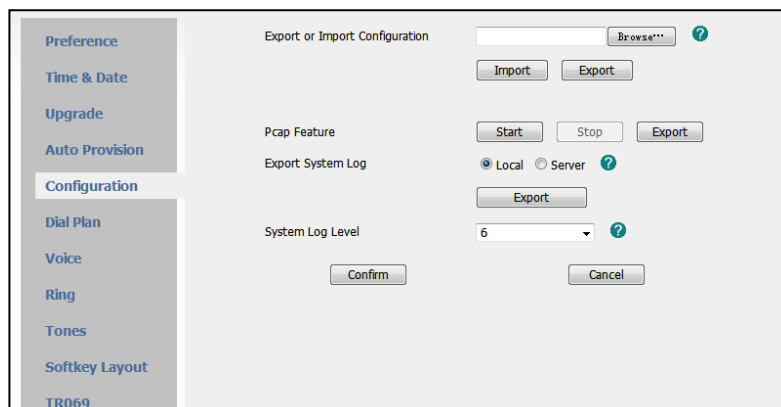 Preference
Time & Date
Upgrade
Auto Provision
Configuration
Dial Plan
Voice
Ring
Tones
Softkey Layout
TR069
Export or Import Configuration Browse... ?
Import Export
Pcap Feature Start Stop Export
Export System Log Local Server ?
Export
System Log Level 6 ?
Confirm Cancel